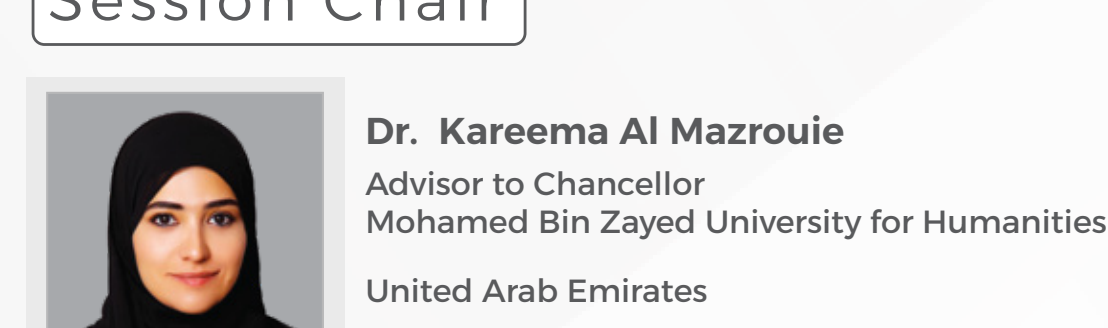 Session Chair
Dr. Kareema Al Mazrouie
Advisor to Chancellor
Mohamed Bin Zayed University for Humanities
United Arab Emirates